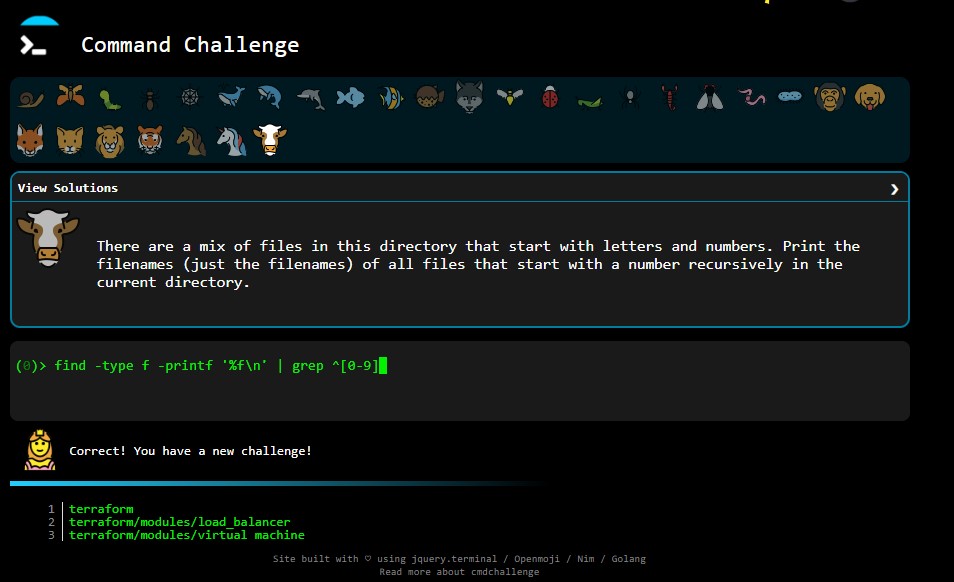 Command Challenge
View Solutions
There are a mix of files in this directory that start with letters and numbers. Print the
filenames (just the filenames) of all files that start with a number recursively in the
current directory.
(0)> find -type f -printf '%f\n' | grep ^[0-9]
Correct! You have a new challenge!
1 terraform
2 terraform/modules/load_balancer
3 terraform/modules/virtual machine
Site built with ♡ using jquery.terminal / Openmoji / Nim / Golang
Read more about cmdchallenge